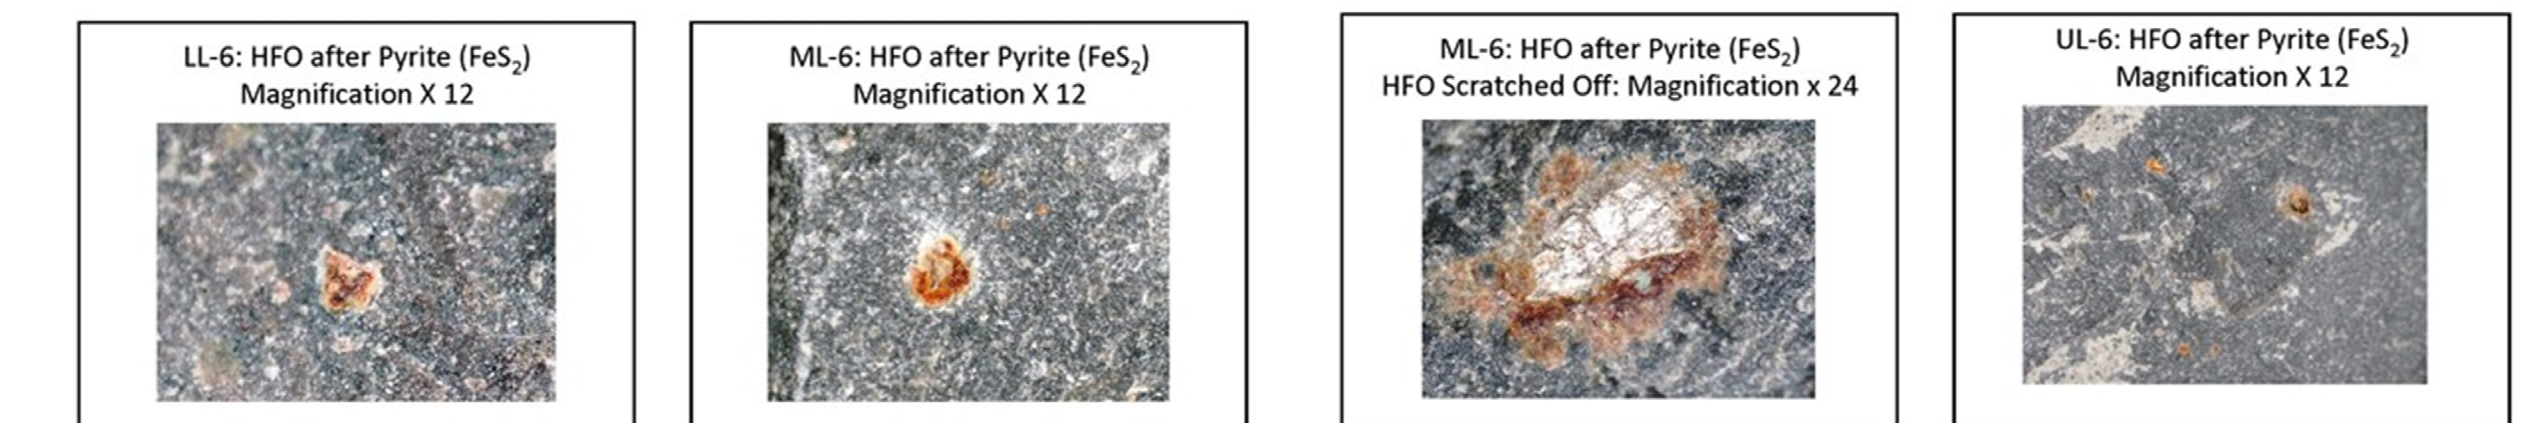 LL-6: HFO after Pyrite (FeS₂)
Magnification X 12
ML-6: HFO after Pyrite (FeS₂)
Magnification X 12
ML-6: HFO after Pyrite (FeS₂)
HFO Scratched Off: Magnification x 24
UL-6: HFO after Pyrite (FeS₂)
Magnification X 12